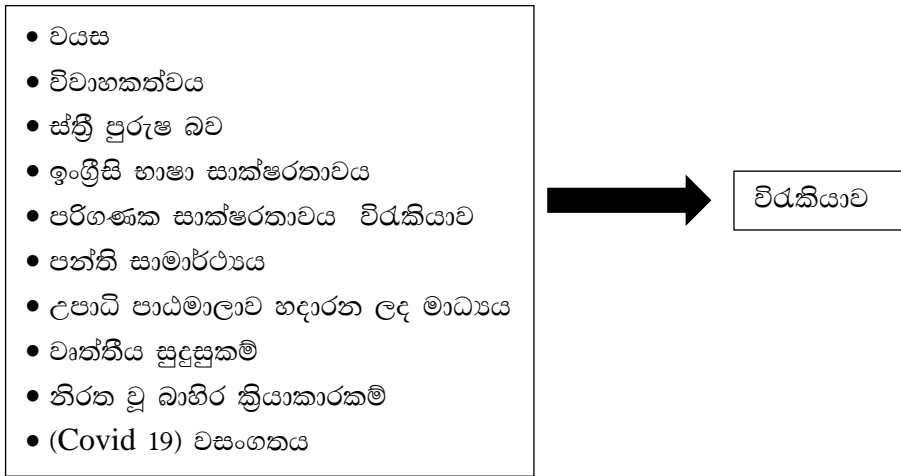 • වයස
• විවාහකත්වය
• ස්ත්‍රී පුරුෂ බව
• ඉංග්‍රීසි භාෂා සාක්ෂරතාවය
• පරිගණක සාක්ෂරතාවය විරැකියාව
• පන්ති සාමාර්ථ්‍යය
• උපාධි පාඨමාලාව හදාරන ලද මාධ්‍යය
• වෘත්තීය සුදුසුකම්
• නිරත වූ බාහිර ක්‍රියාකාරකම්
• (Covid 19) වසංගතය
විරැකියාව